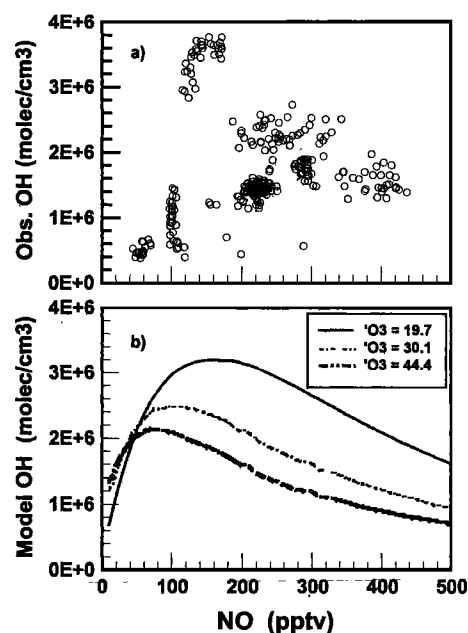 4E+6
a)
3E+6
2E+6
1E+6
0E+0
Obs. OH (molec/cm3)
4E+6
b)
'O3 = 19.7
'O3 = 30.1
'O3 = 44.4
3E+6
2E+6
1E+6
0E+0
Model OH (molec/cm3)
0 100 200 300 400 500
NO (pptv)